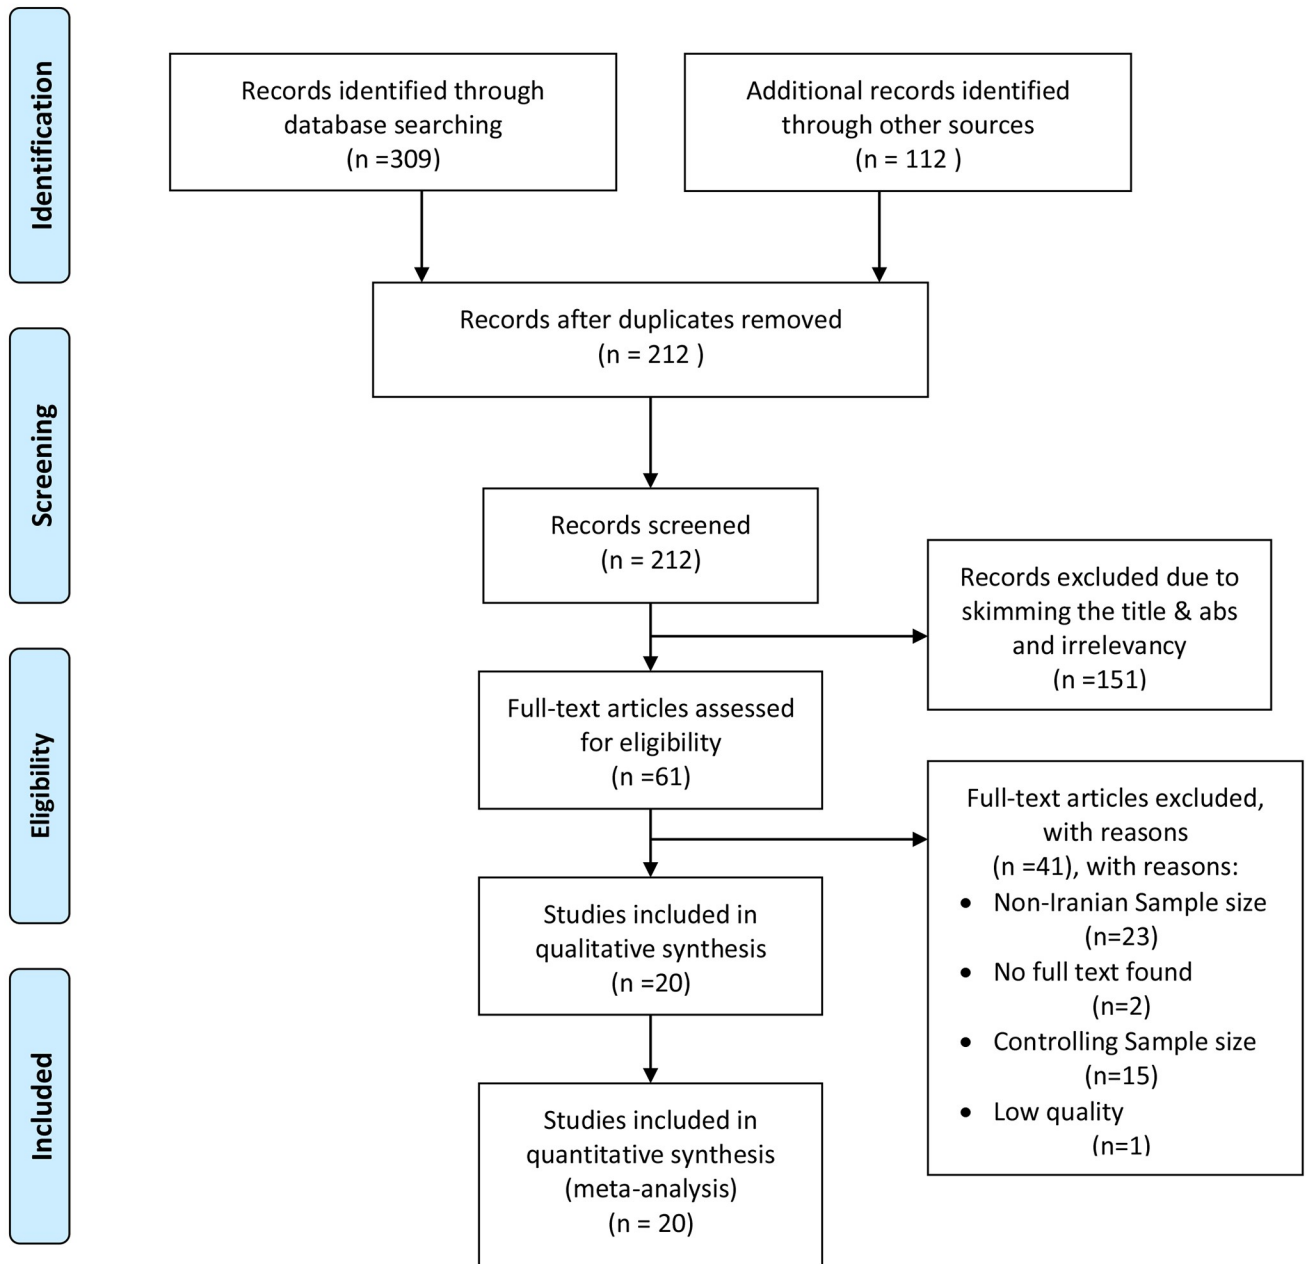 Identification
Records identified through
database searching
(n =309)
Additional records identified
through other sources
(n = 112 )
Records after duplicates removed
(n = 212 )
Screening
Records screened
(n = 212)
Records excluded due to
skimming the title & abs
and irrelevancy
(n =151)
Eligibility
Full-text articles assessed
for eligibility
(n =61)
Full-text articles excluded,
with reasons
(n =41), with reasons:
• Non-Iranian Sample size
(n=23)
• No full text found
(n=2)
• Controlling Sample size
(n=15)
• Low quality
(n=1)
Studies included in
qualitative synthesis
(n =20)
Included
Studies included in
quantitative synthesis
(meta-analysis)
(n = 20)